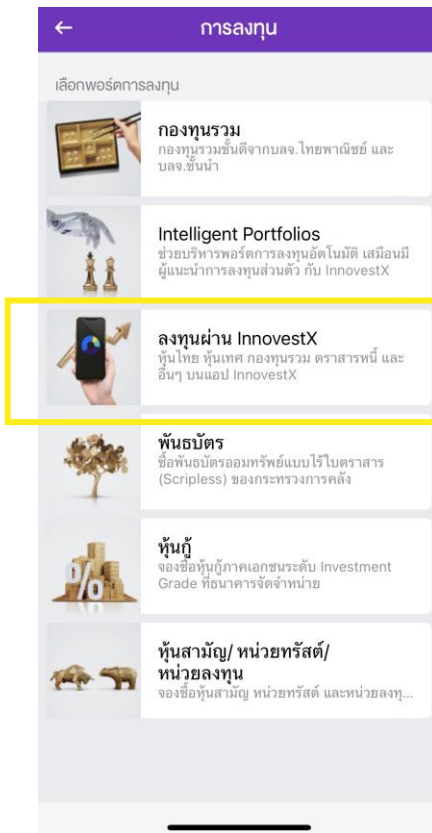 การลงทุน
เลือกพอร์ตการลงทุน
กองทุนรวม
กองทุนรวมชั้นดีจากบลจ.ไทยพาณิชย์ และ
บลจ.ชั้นนำ
Intelligent Portfolios
ช่วยบริหารพอร์ตการลงทุนอัตโนมัติ เสมือนมี
ผู้แนะนำการลงทุนส่วนตัว กับ InnovestX
ลงทุนผ่าน InnovestX
หุ้นไทย หุ้นเทศ กองทุนรวม ตราสารหนี้ และ
อื่นๆ บนแอป InnovestX
พันธบัตร
ซื้อพันธบัตรออมทรัพย์แบบไร้ใบตราสาร
(Scripless) ของกระทรวงการคลัง
หุ้นกู้
จองซื้อหุ้นกู้ภาคเอกชนระดับ Investment
Grade ที่ธนาคารจัดจำหน่าย
%
หุ้นสามัญ/ หน่วยทรัสต์/
หน่วยลงทุน
จองซื้อหุ้นสามัญ หน่วยทรัสต์ และหน่วยลงทุ...